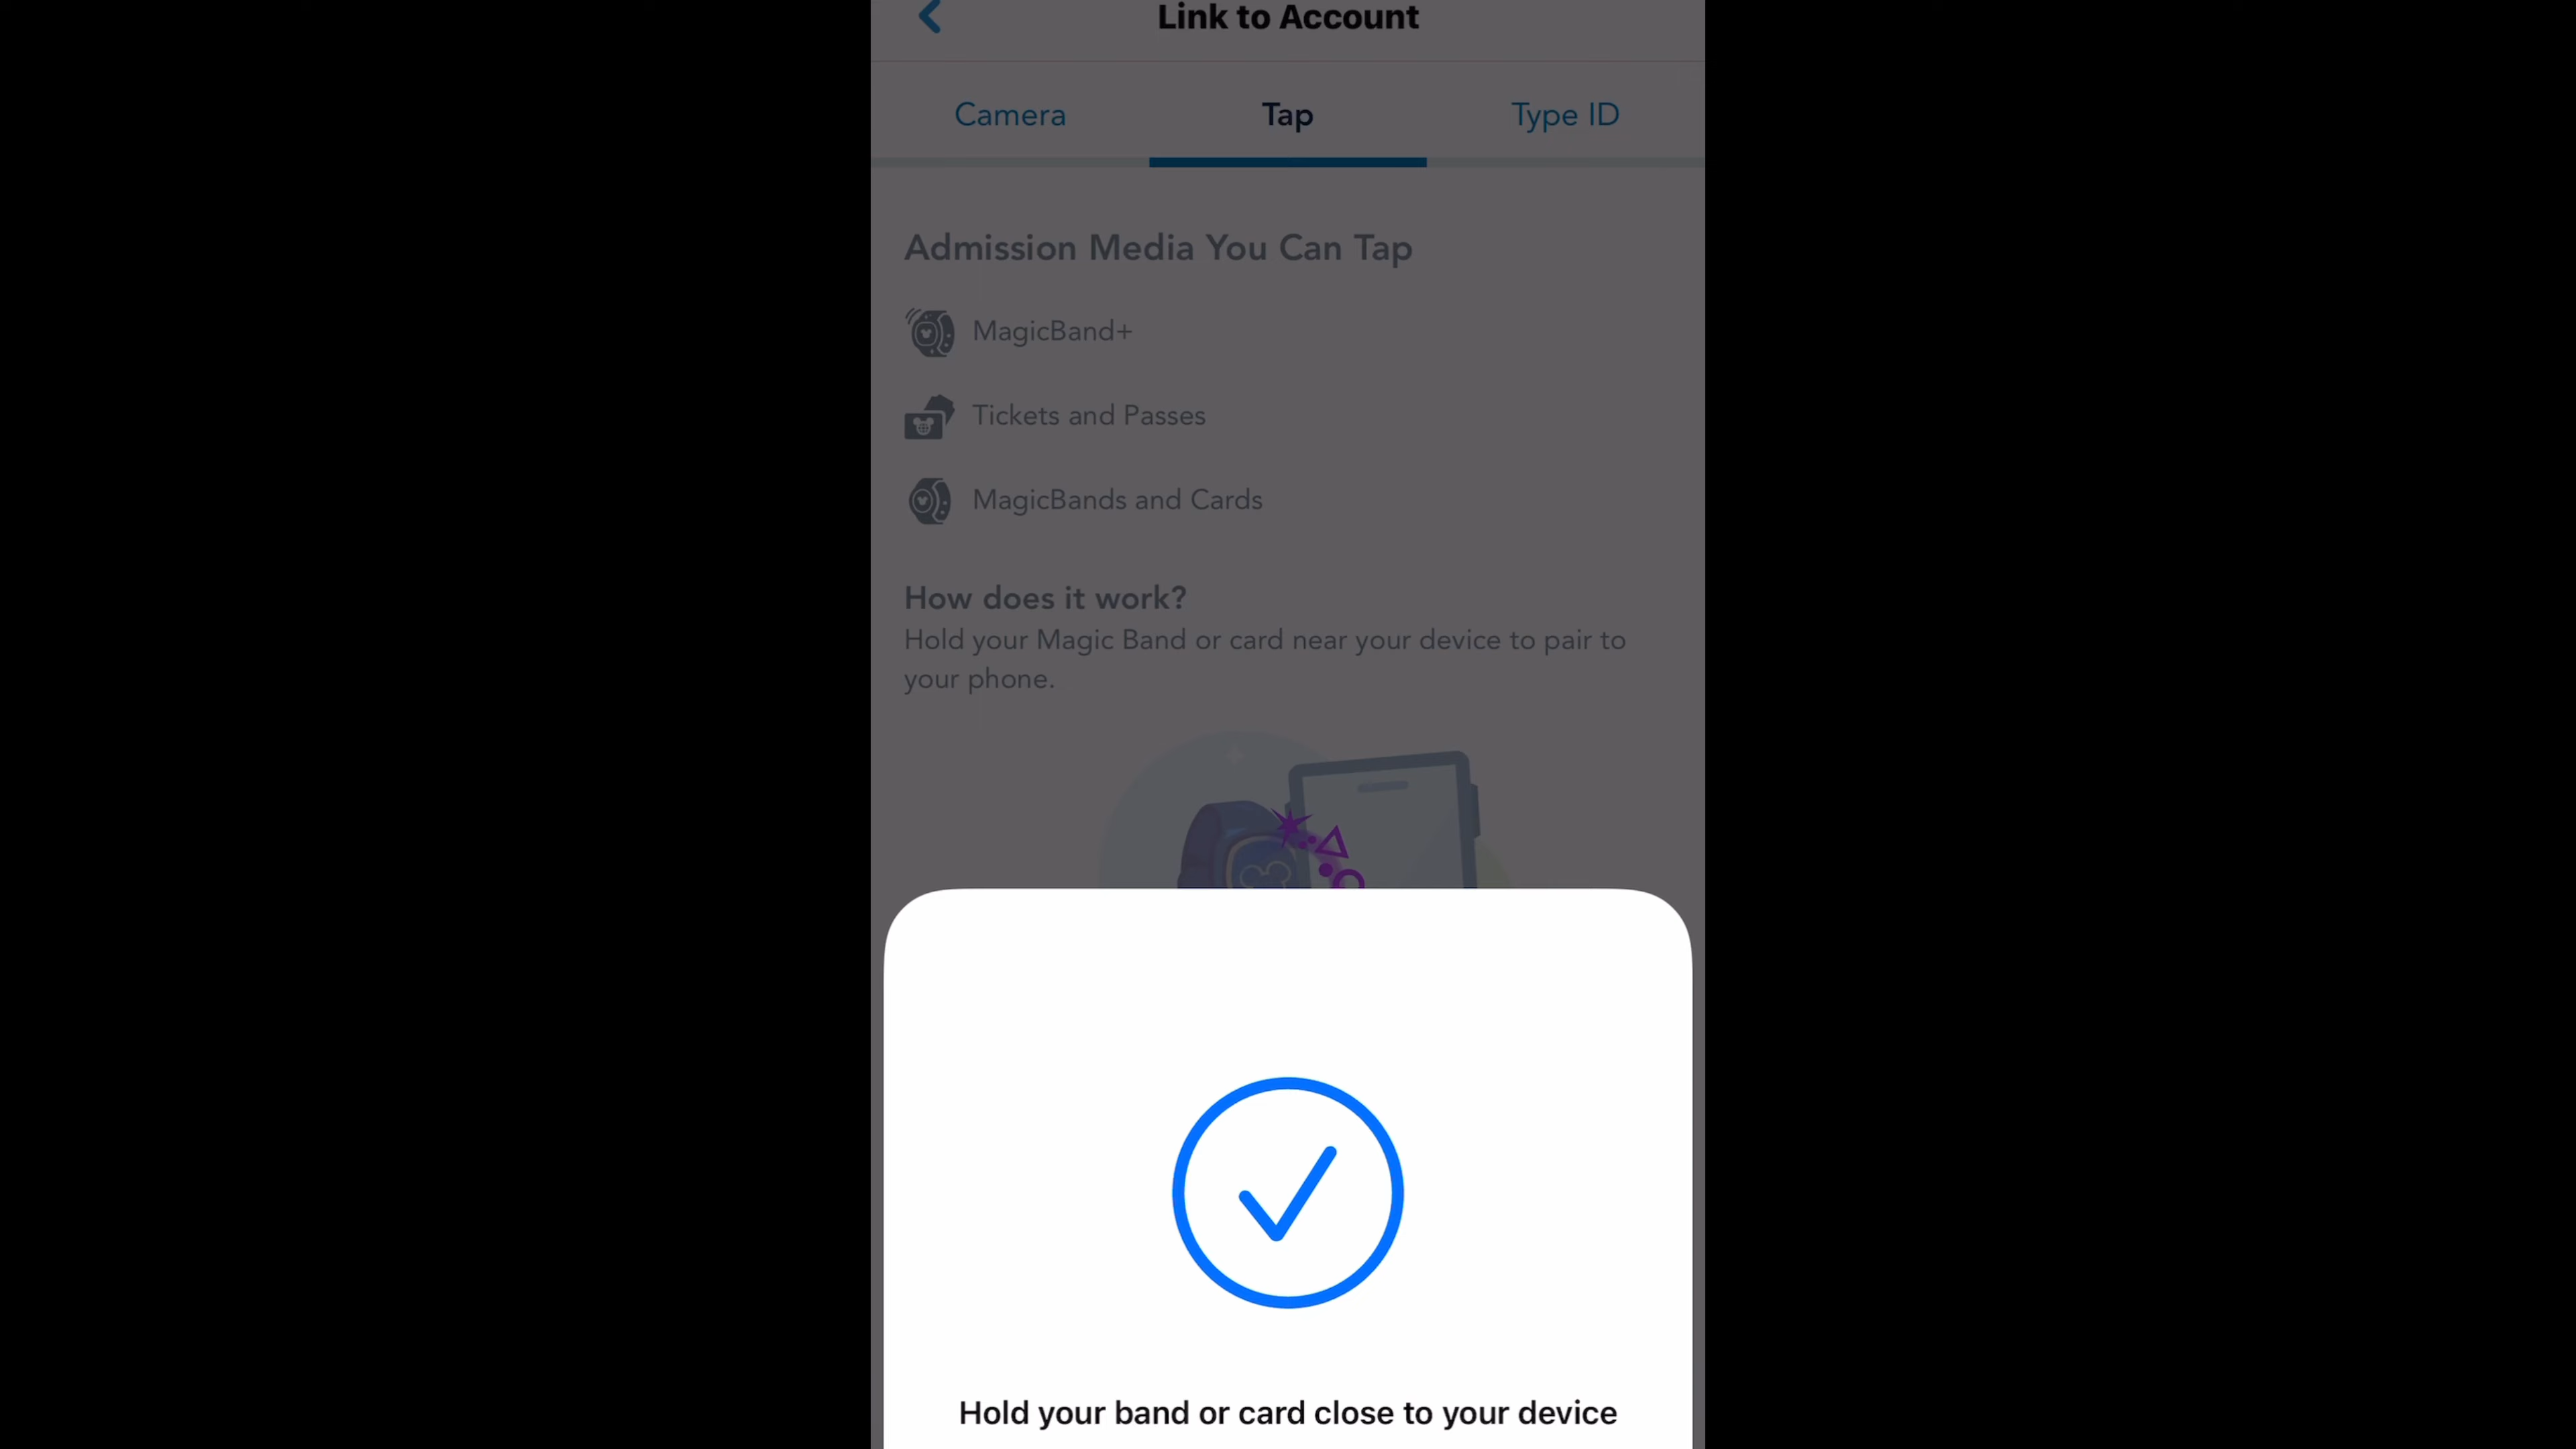 Link to Account
Camera
Tap
Type ID
Admission Media You Can Tap
MagicBand+
Tickets and Passes
MagicBands and Cards
How does it work?
Hold your Magic Band or card near your device to pair to
your phone.
Hold your band or card close to your device